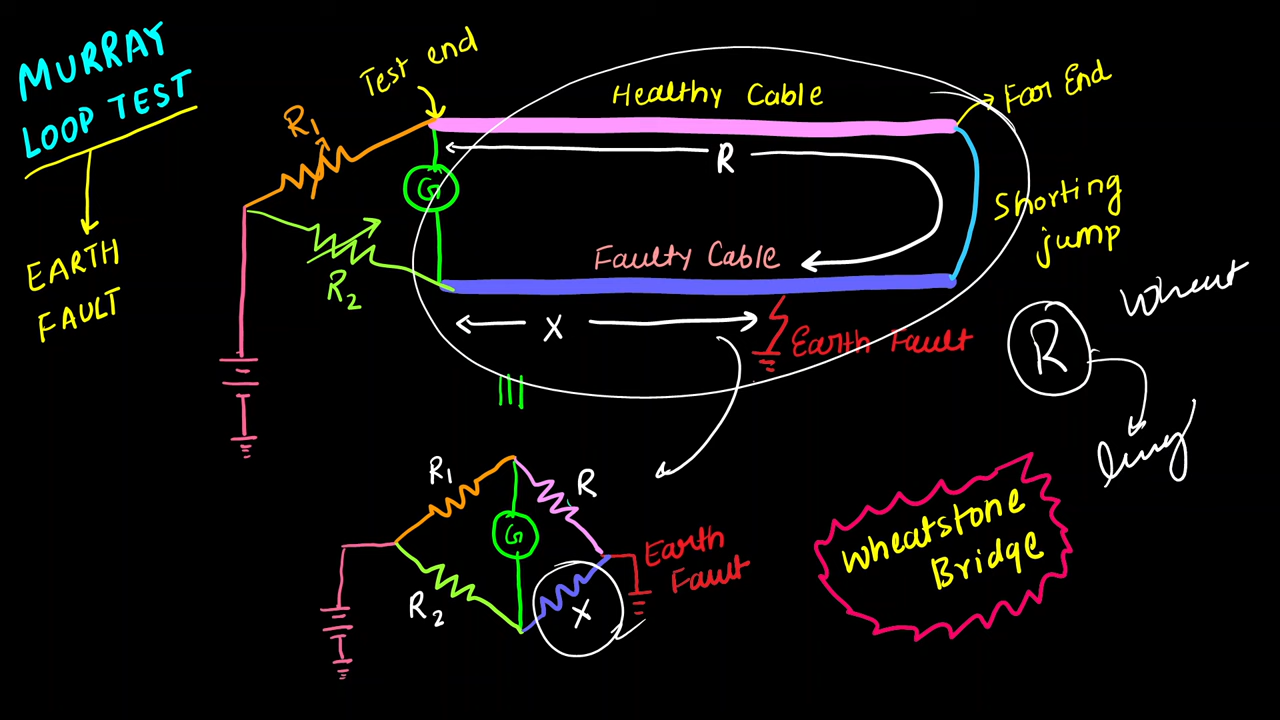 MURRAY
LOOP TEST
EARTH
FAULT
Test end
R1
G
R2
Healthy Cable
Far End
R
Faulty Cable
Shorting
jump
X
Earth Fault
R
R1
R
G
R2
X
Earth
Fault
Wheatstone
Bridge